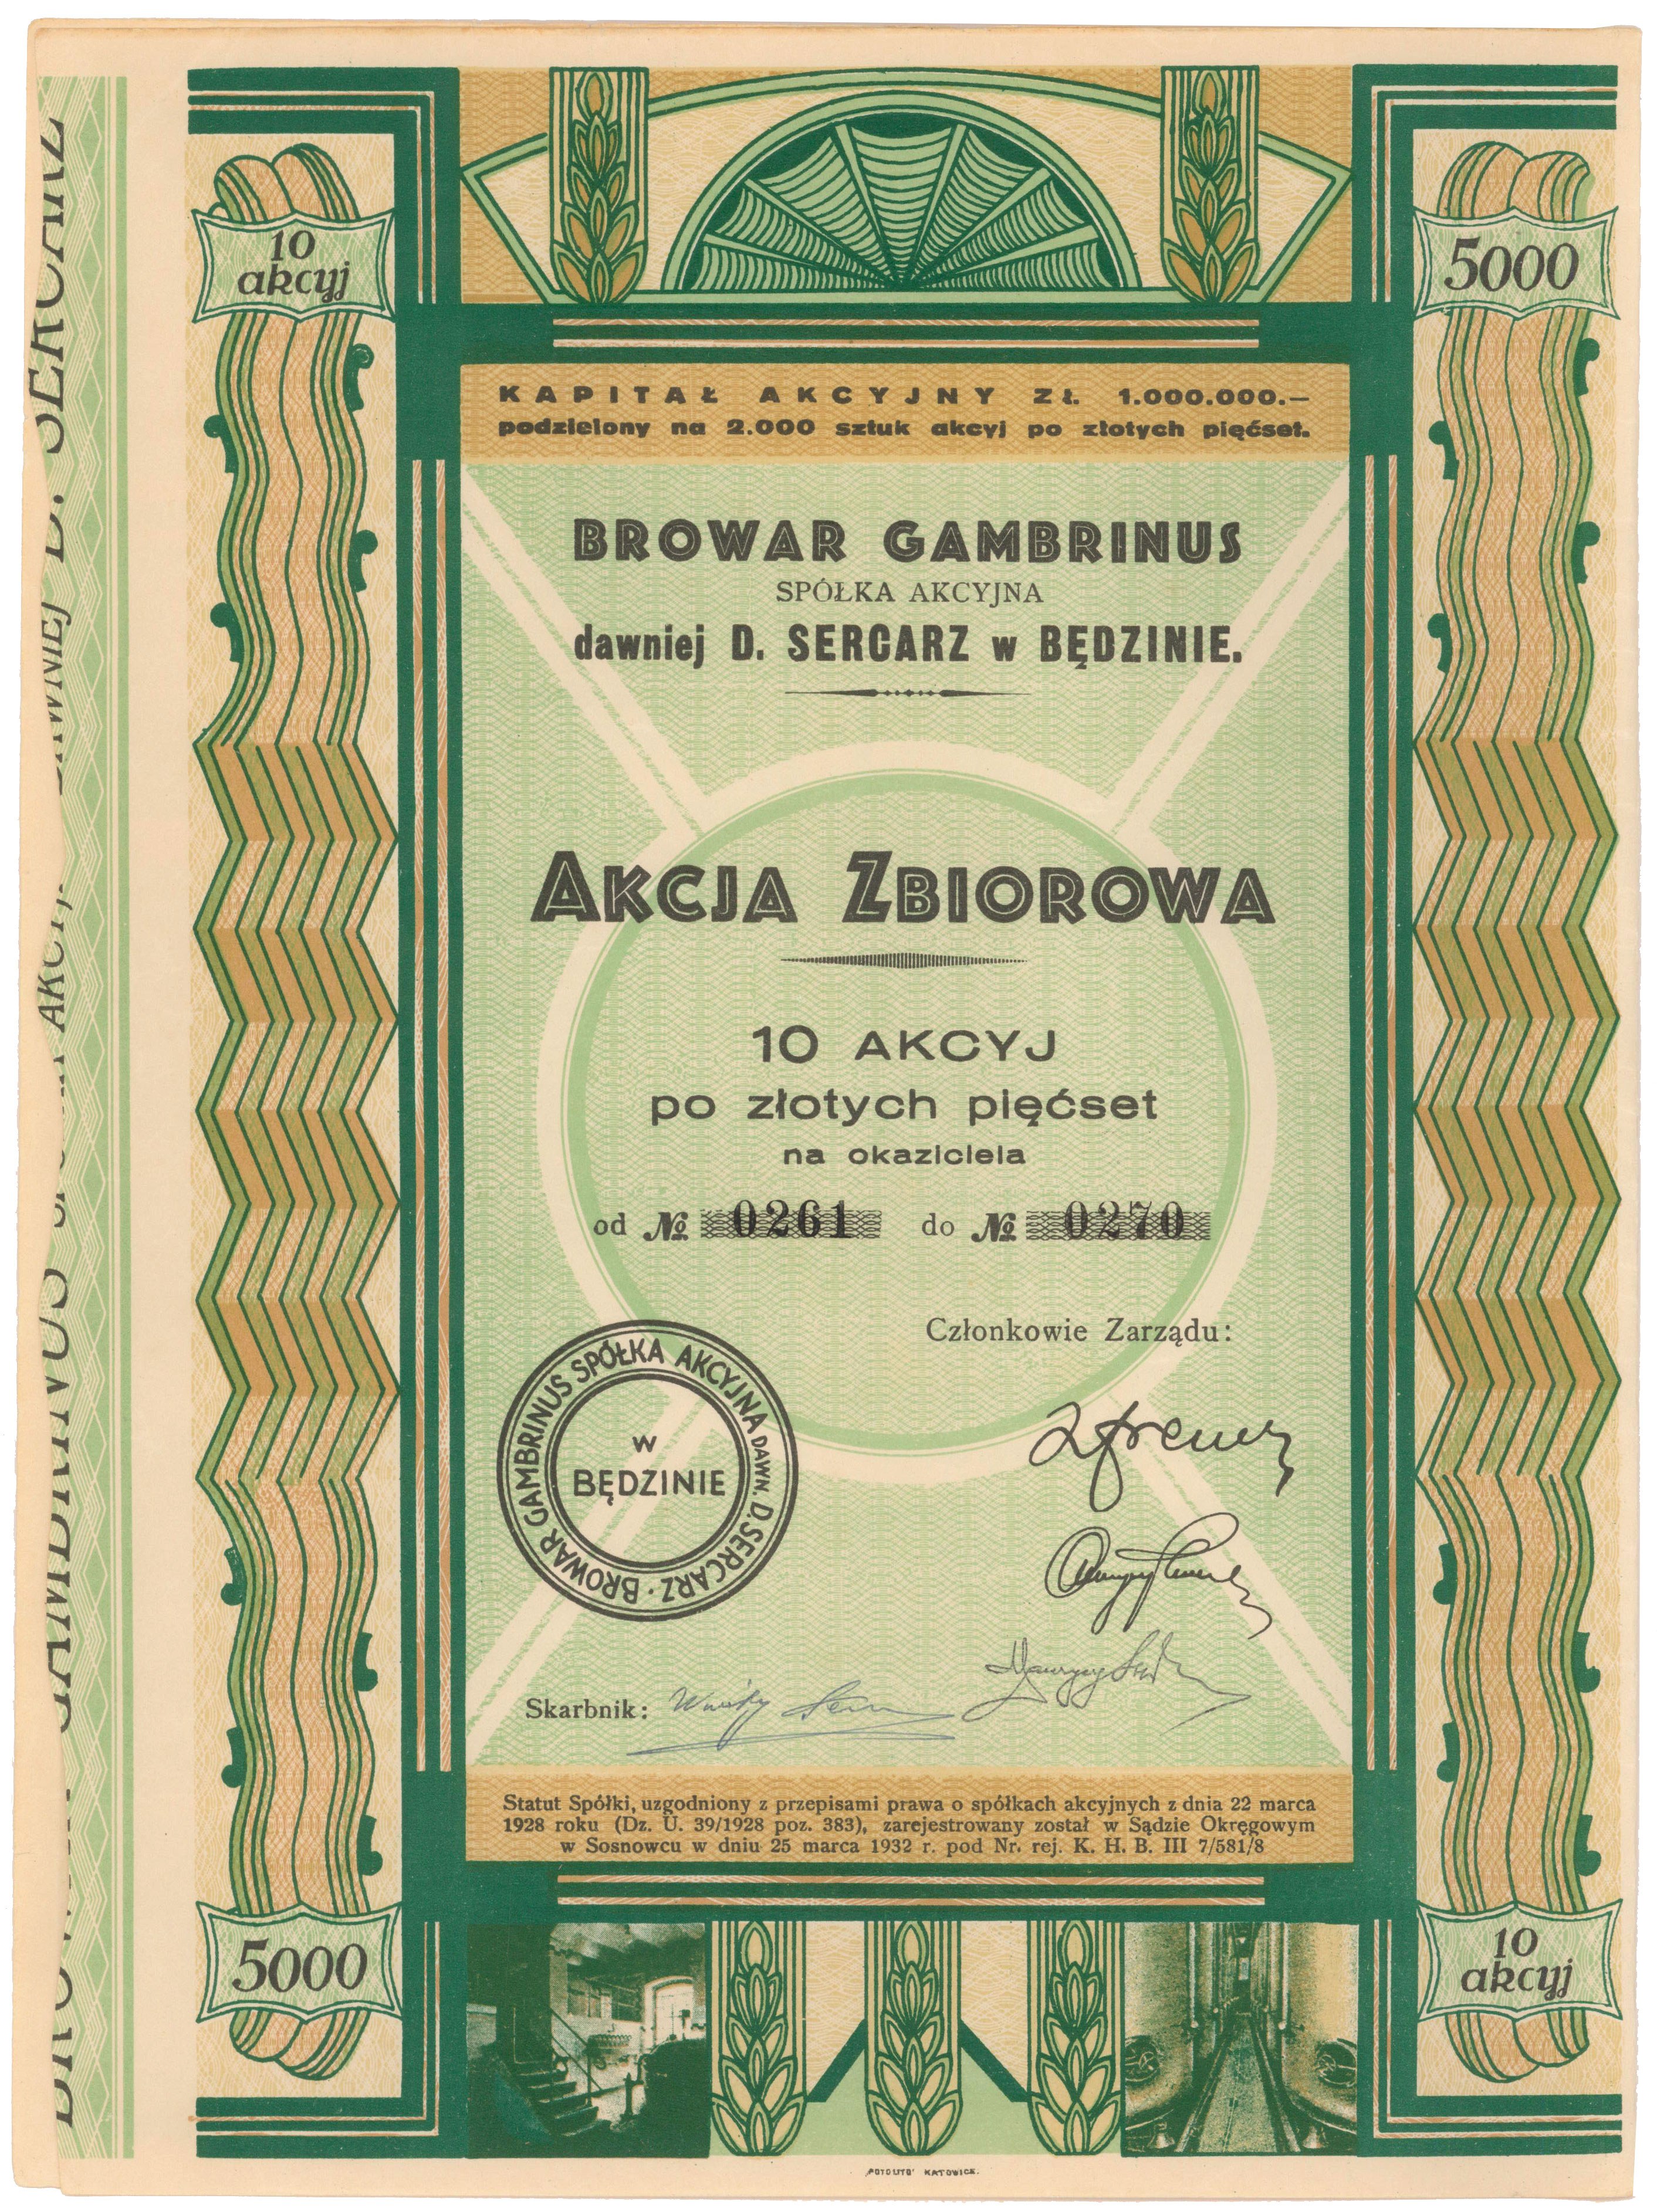 10
akcyj
5000
KAPITAŁ AKCYJNY ZŁ. 1.000.000.—
podzielony na 2.000 sztuk akcyj po złotych pięćset.
BROWAR GAMBRINUS
SPÓŁKA AKCYJNA
dawniej D. SERCARZ w BĘDZINIE.
AKCJA ZBIOROWA
10 AKCYJ
po złotych pięćset
na okaziciela
od № 0261 do № 0270
Członkowie Zarządu:
BROWAR GAMBRINUS SPÓŁKA AKCYJNA DAWN. D. SERCARZ ·
W
BĘDZINIE
Skarbnik:
Statut Spółki, uzgodniony z przepisami prawa o spółkach akcyjnych z dnia 22 marca
1928 roku (Dz. U. 39/1928 poz. 383), zarejestrowany został w Sądzie Okręgowym
w Sosnowcu w dniu 25 marca 1932 r. pod Nr. rej. K. H. B. III 7/581/8
5000
10
akcyj
"FOTOLITO" KATOWICE.